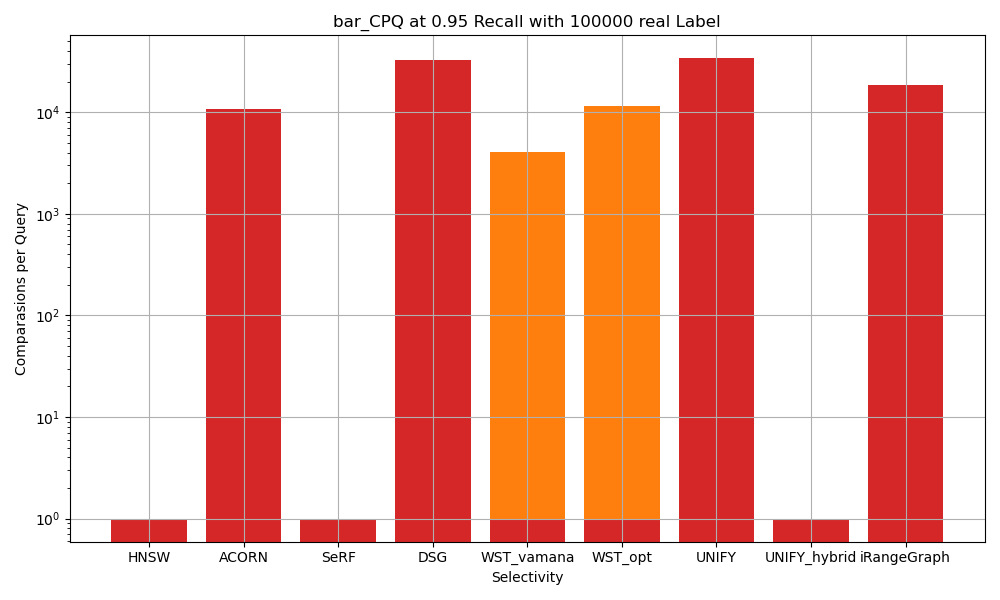 bar_CPQ at 0.95 Recall with 100000 real Label
Comparasions per Query
10^4
10^3
10^2
10^1
10^0
HNSW ACORN SeRF DSG WST_vamana WST_opt UNIFY UNIFY_hybrid iRangeGraph
Selectivity